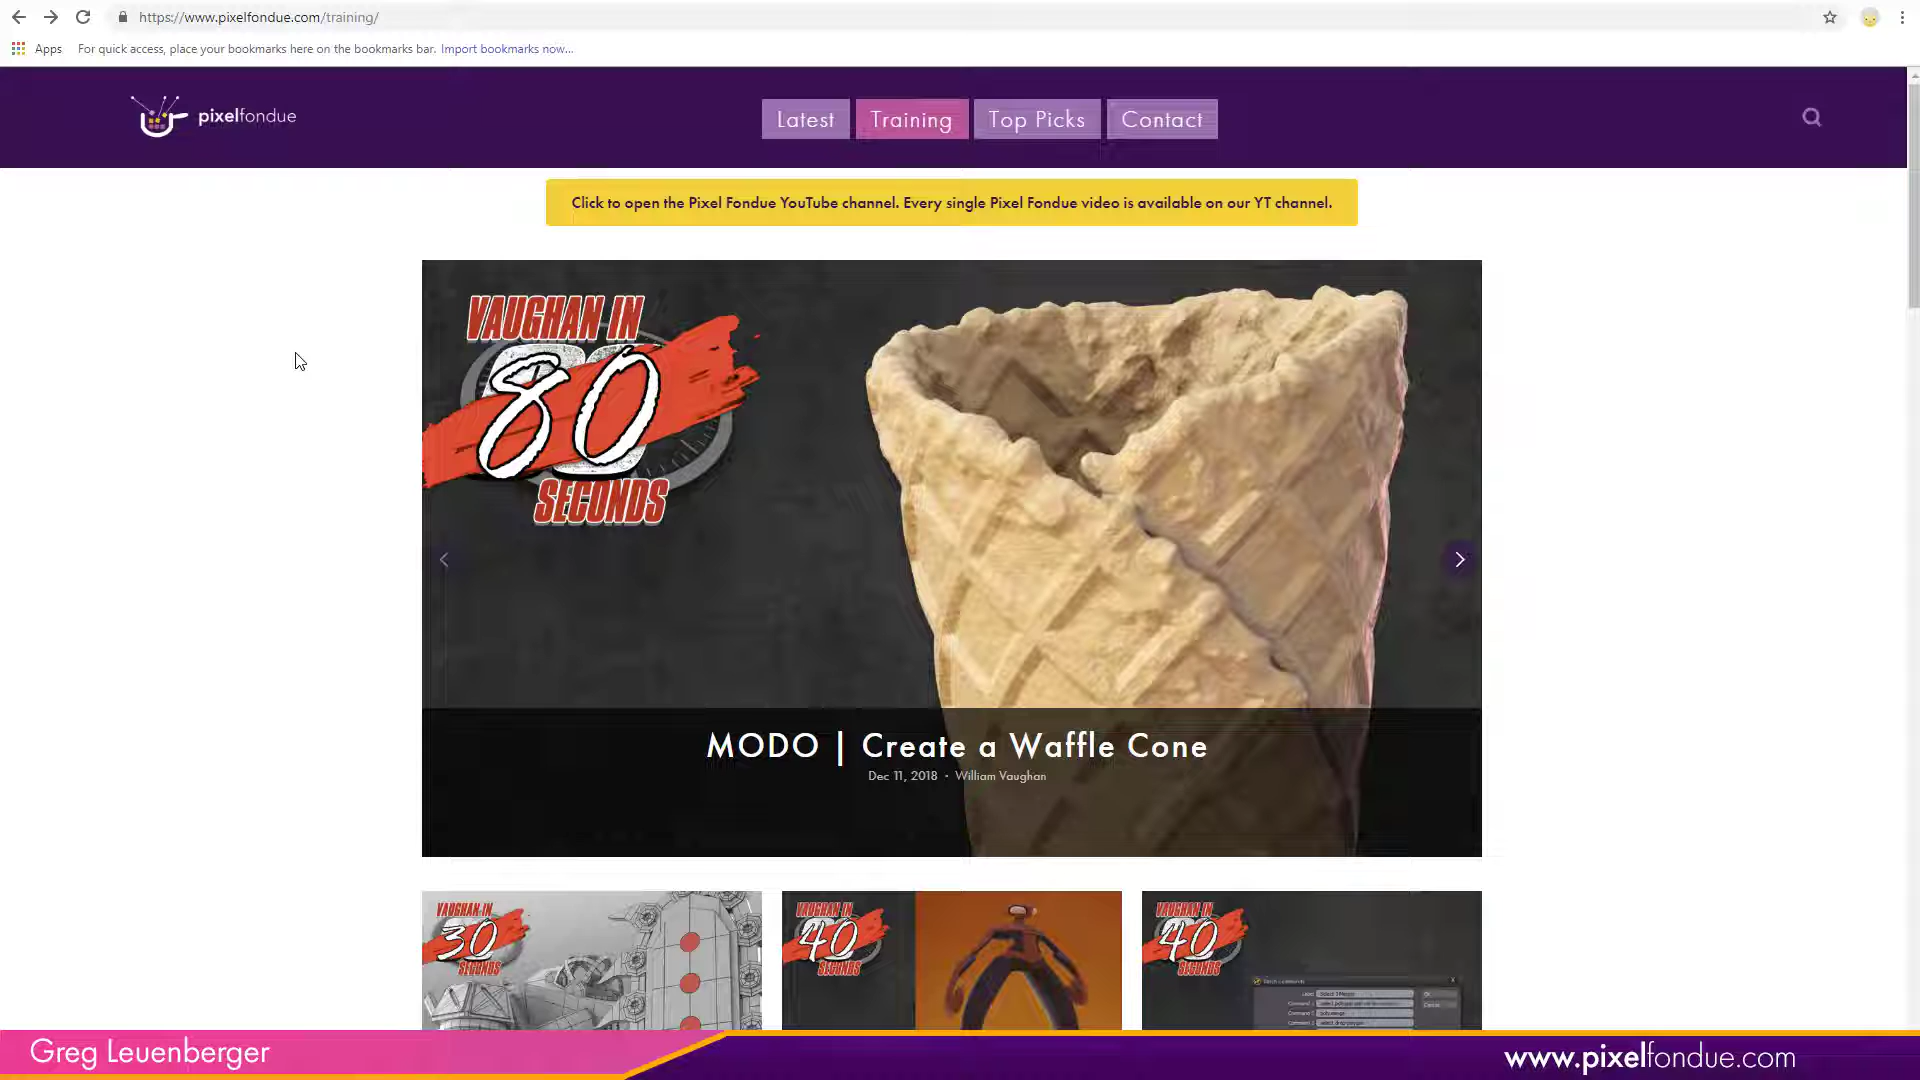 https://www.pixelfondue.com/training/
Apps For quick access, place your bookmarks here on the bookmarks bar. Import bookmarks now...
pixelfondue
Latest
Training
Top Picks
Contact
Click to open the Pixel Fondue YouTube channel. Every single Pixel Fondue video is available on our YT channel.
VAUGHAN IN
80
SECONDS
MODO | Create a Waffle Cone
Dec 11, 2018 · William Vaughan
VAUGHAN IN
30
SECONDS
VAUGHAN IN
40
SECONDS
VAUGHAN IN
40
SECONDS
Greg Leuenberger
www.pixelfondue.com